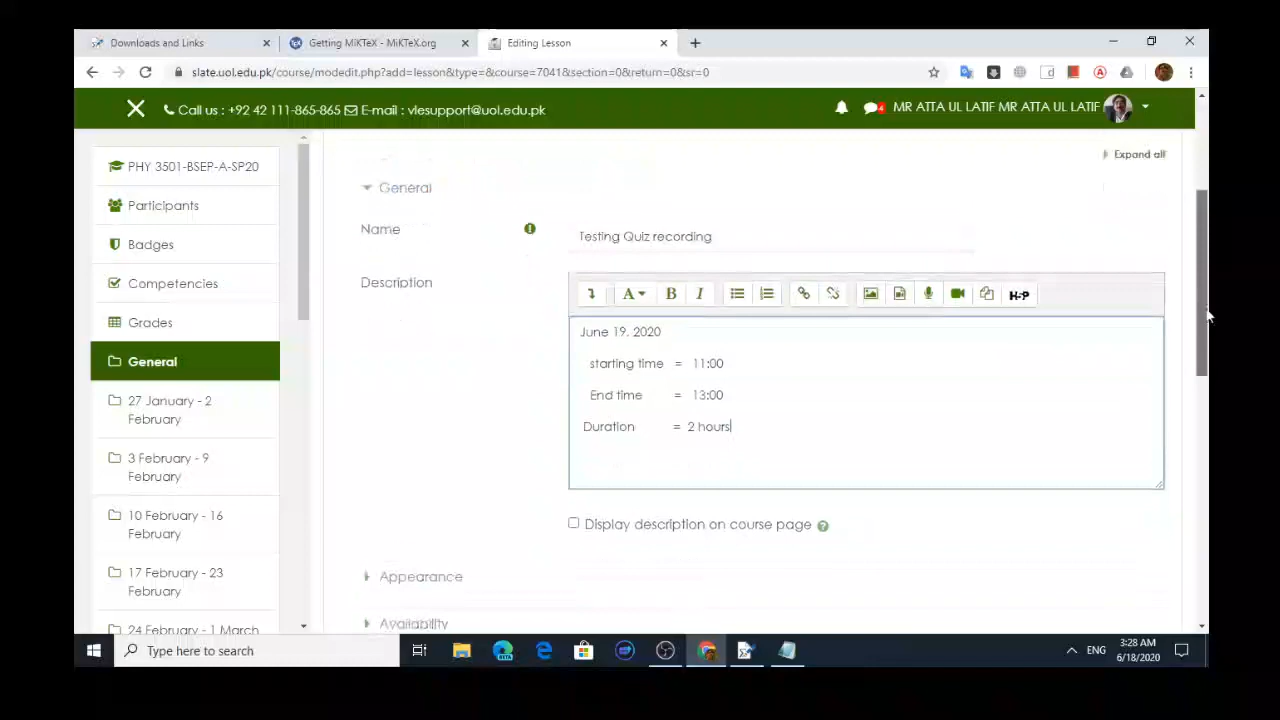 Downloads and Links
Getting MiKTeX - MiKTeX.org
Editing Lesson
slate.uol.edu.pk/course/modedit.php?add=lesson&type=&course=7041&section=0&return=0&sr=0
Call us : +92 42 111-865-865 E-mail : vlesupport@uol.edu.pk
4
MR ATTA UL LATIF MR ATTA UL LATIF
PHY 3501-BSEP-A-SP20
Participants
Badges
Competencies
Grades
General
27 January - 2
February
3 February - 9
February
10 February - 16
February
17 February - 23
February
24 February - 1 March
Expand all
General
Name
Testing Quiz recording
Description
A B I H-P
June 19. 2020
starting time = 11:00
End time = 13:00
Duration = 2 hours
Display description on course page
Appearance
Availability
Type here to search
ENG
3:28 AM
6/18/2020